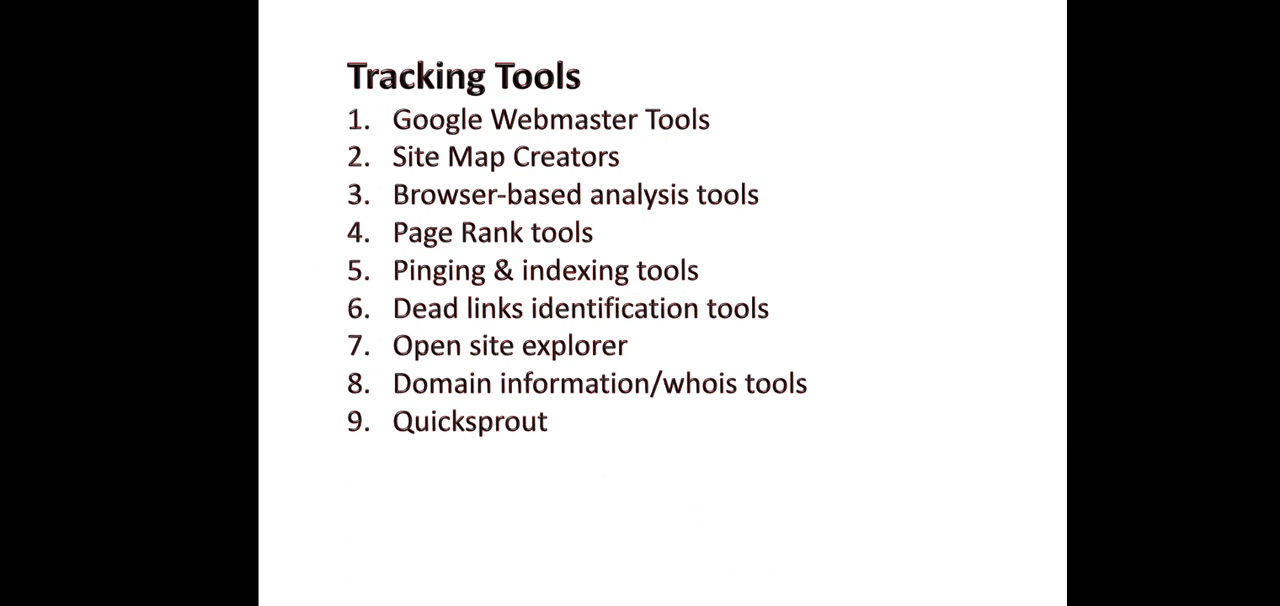 Tracking Tools
1. Google Webmaster Tools
2. Site Map Creators
3. Browser-based analysis tools
4. Page Rank tools
5. Pinging & indexing tools
6. Dead links identification tools
7. Open site explorer
8. Domain information/whois tools
9. Quicksprout